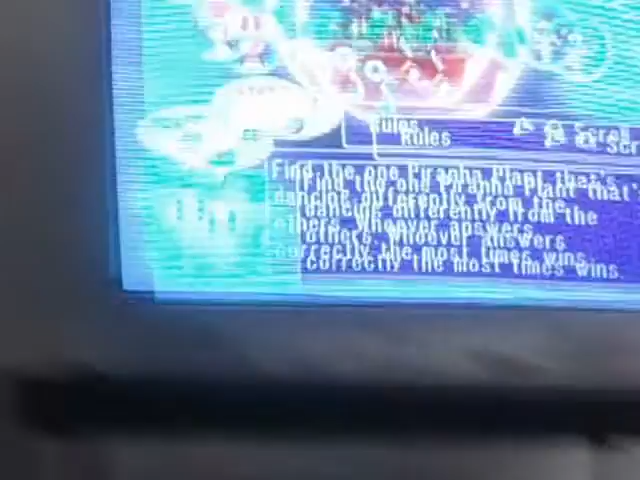 Rules
Scroll
Find the one Piranha Plant that's
dancing differently from the
others. Whoever answers
correctly the most times wins.